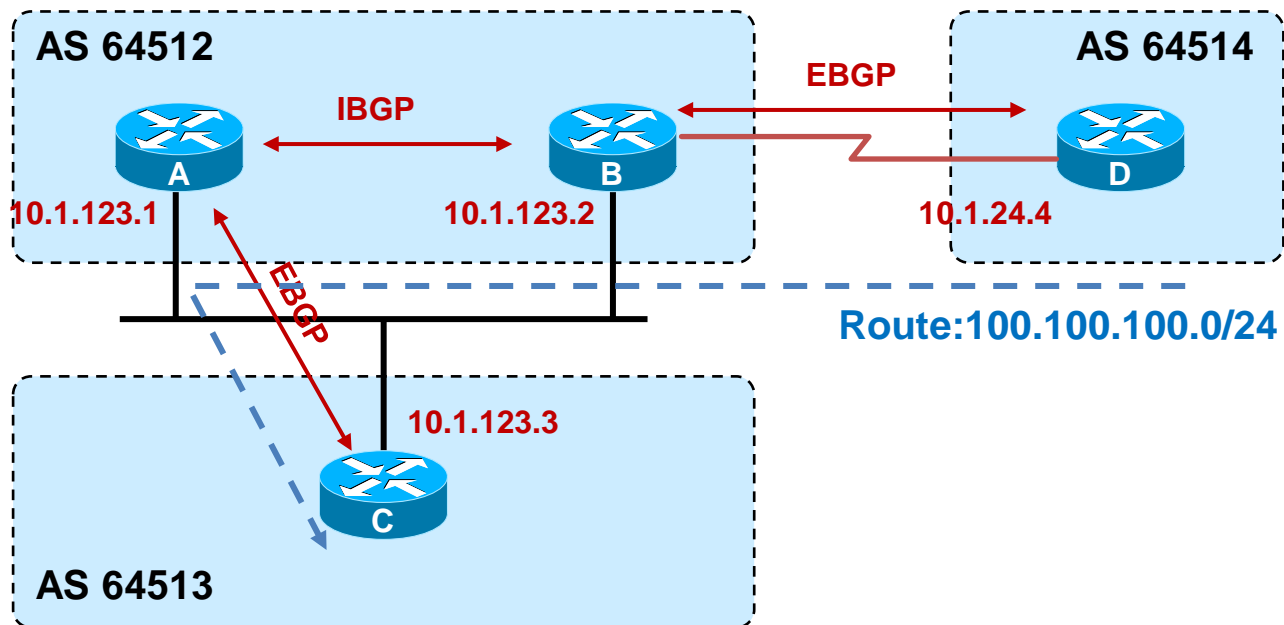 AS 64512
AS 64514
EBGP
IBGP
A
B
D
10.1.123.1
10.1.123.2
10.1.24.4
EBGP
Route:100.100.100.0/24
10.1.123.3
C
AS 64513